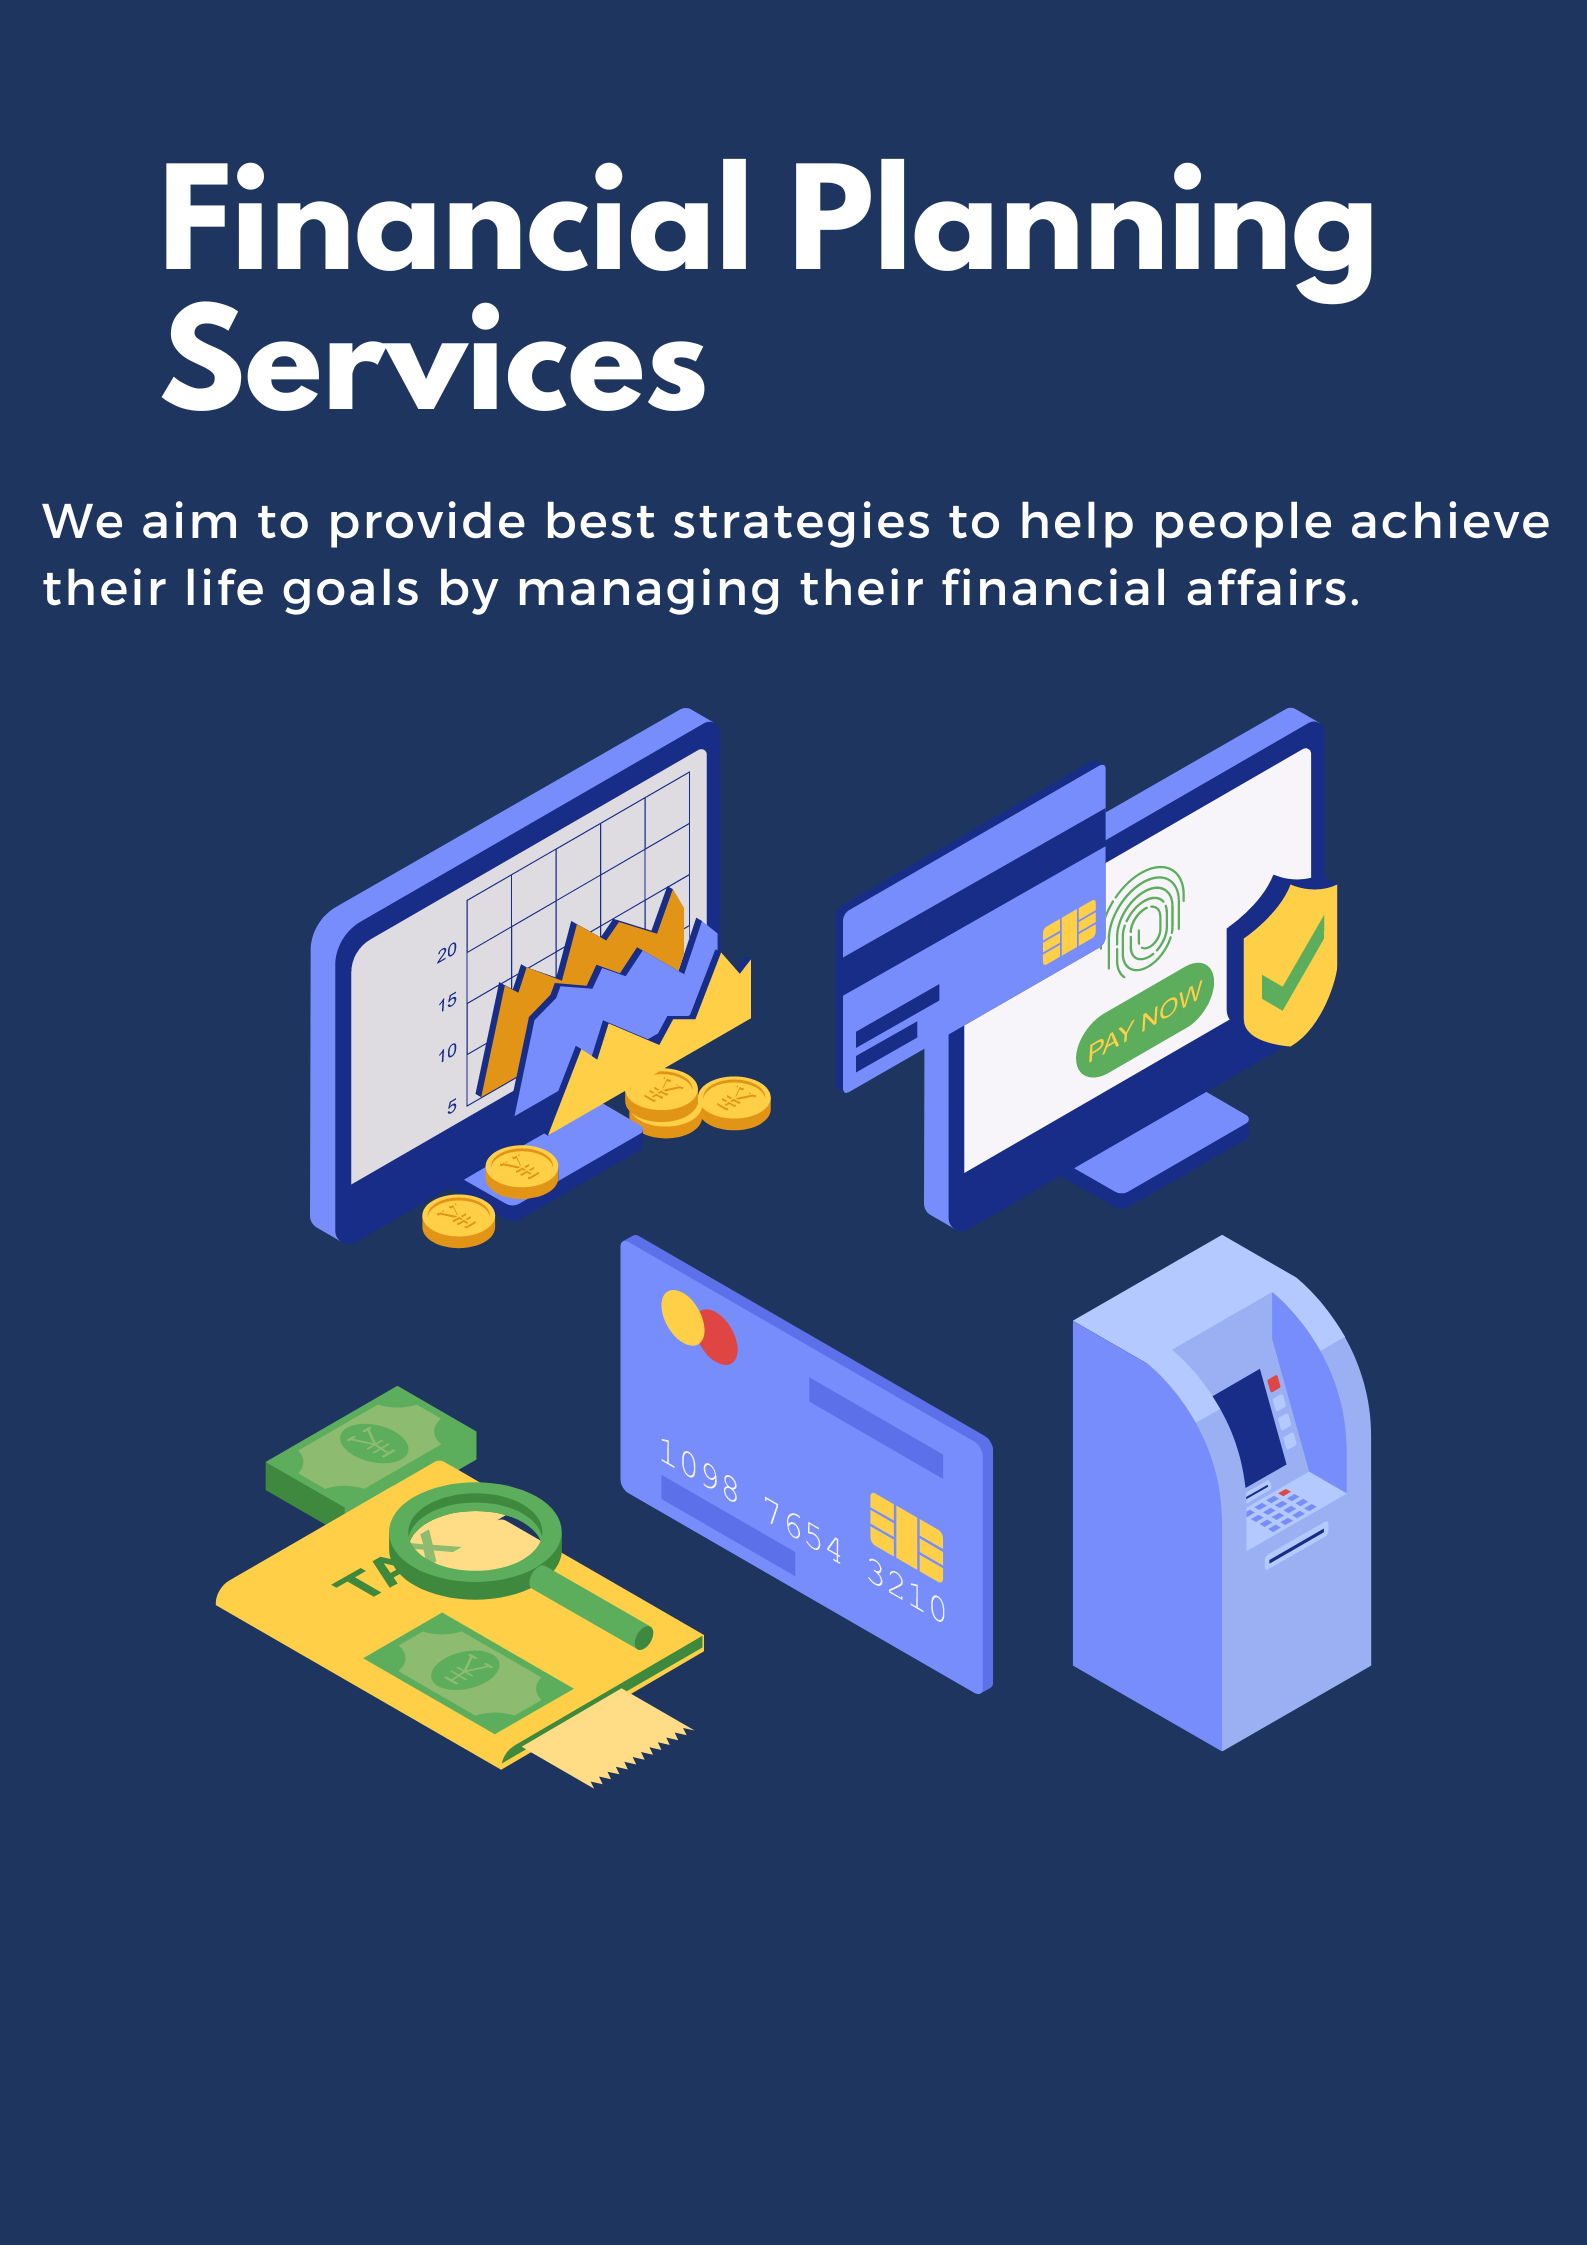 Financial Planning
Services
We aim to provide best strategies to help people achieve
their life goals by managing their financial affairs.
20
15
10
5
PAY NOW
1098 7654 3210
TAX